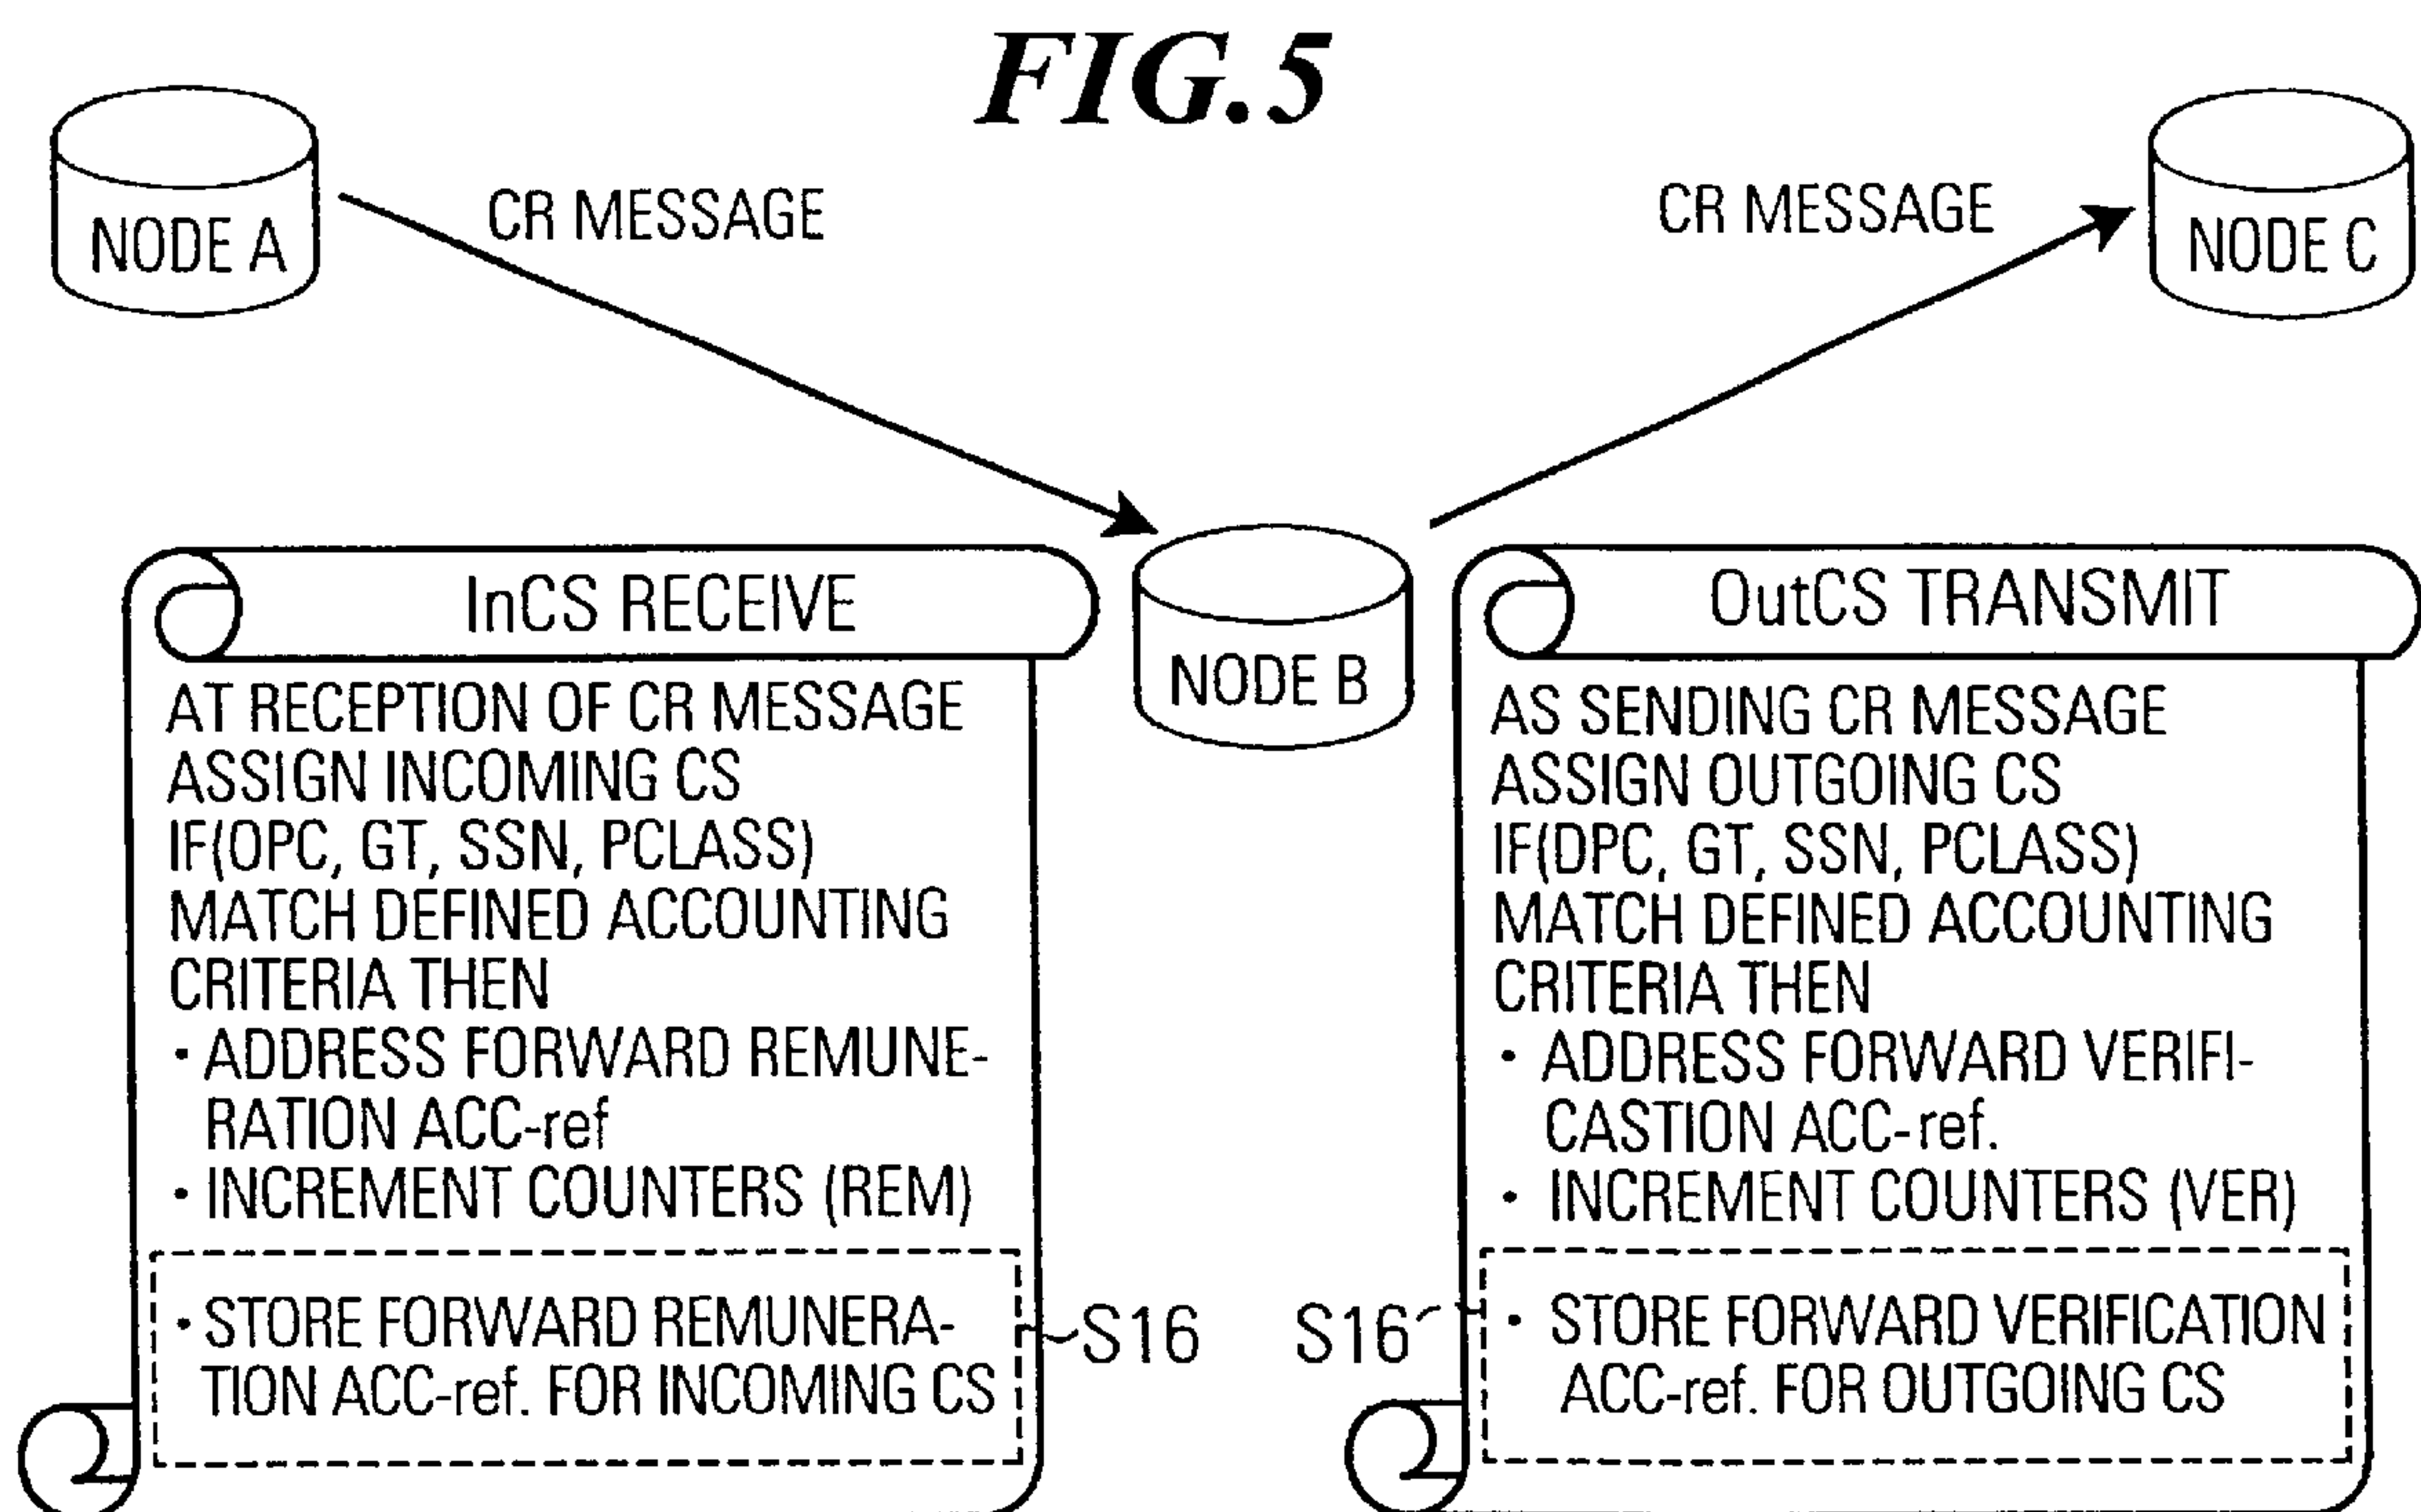 FIG.5
NODE A
CR MESSAGE
CR MESSAGE
NODE C
NODE B
InCS RECEIVE
AT RECEPTION OF CR MESSAGE
ASSIGN INCOMING CS
IF(OPC, GT, SSN, PCLASS)
MATCH DEFINED ACCOUNTING
CRITERIA THEN
· ADDRESS FORWARD REMUNE-
RATION ACC-ref
· INCREMENT COUNTERS (REM)
· STORE FORWARD REMUNERA-
TION ACC-ref. FOR INCOMING CS
S16
OutCS TRANSMIT
AS SENDING CR MESSAGE
ASSIGN OUTGOING CS
IF(DPC, GT, SSN, PCLASS)
MATCH DEFINED ACCOUNTING
CRITERIA THEN
· ADDRESS FORWARD VERIFI-
CASTION ACC-ref.
· INCREMENT COUNTERS (VER)
· STORE FORWARD VERIFICATION
ACC-ref. FOR OUTGOING CS
S16´